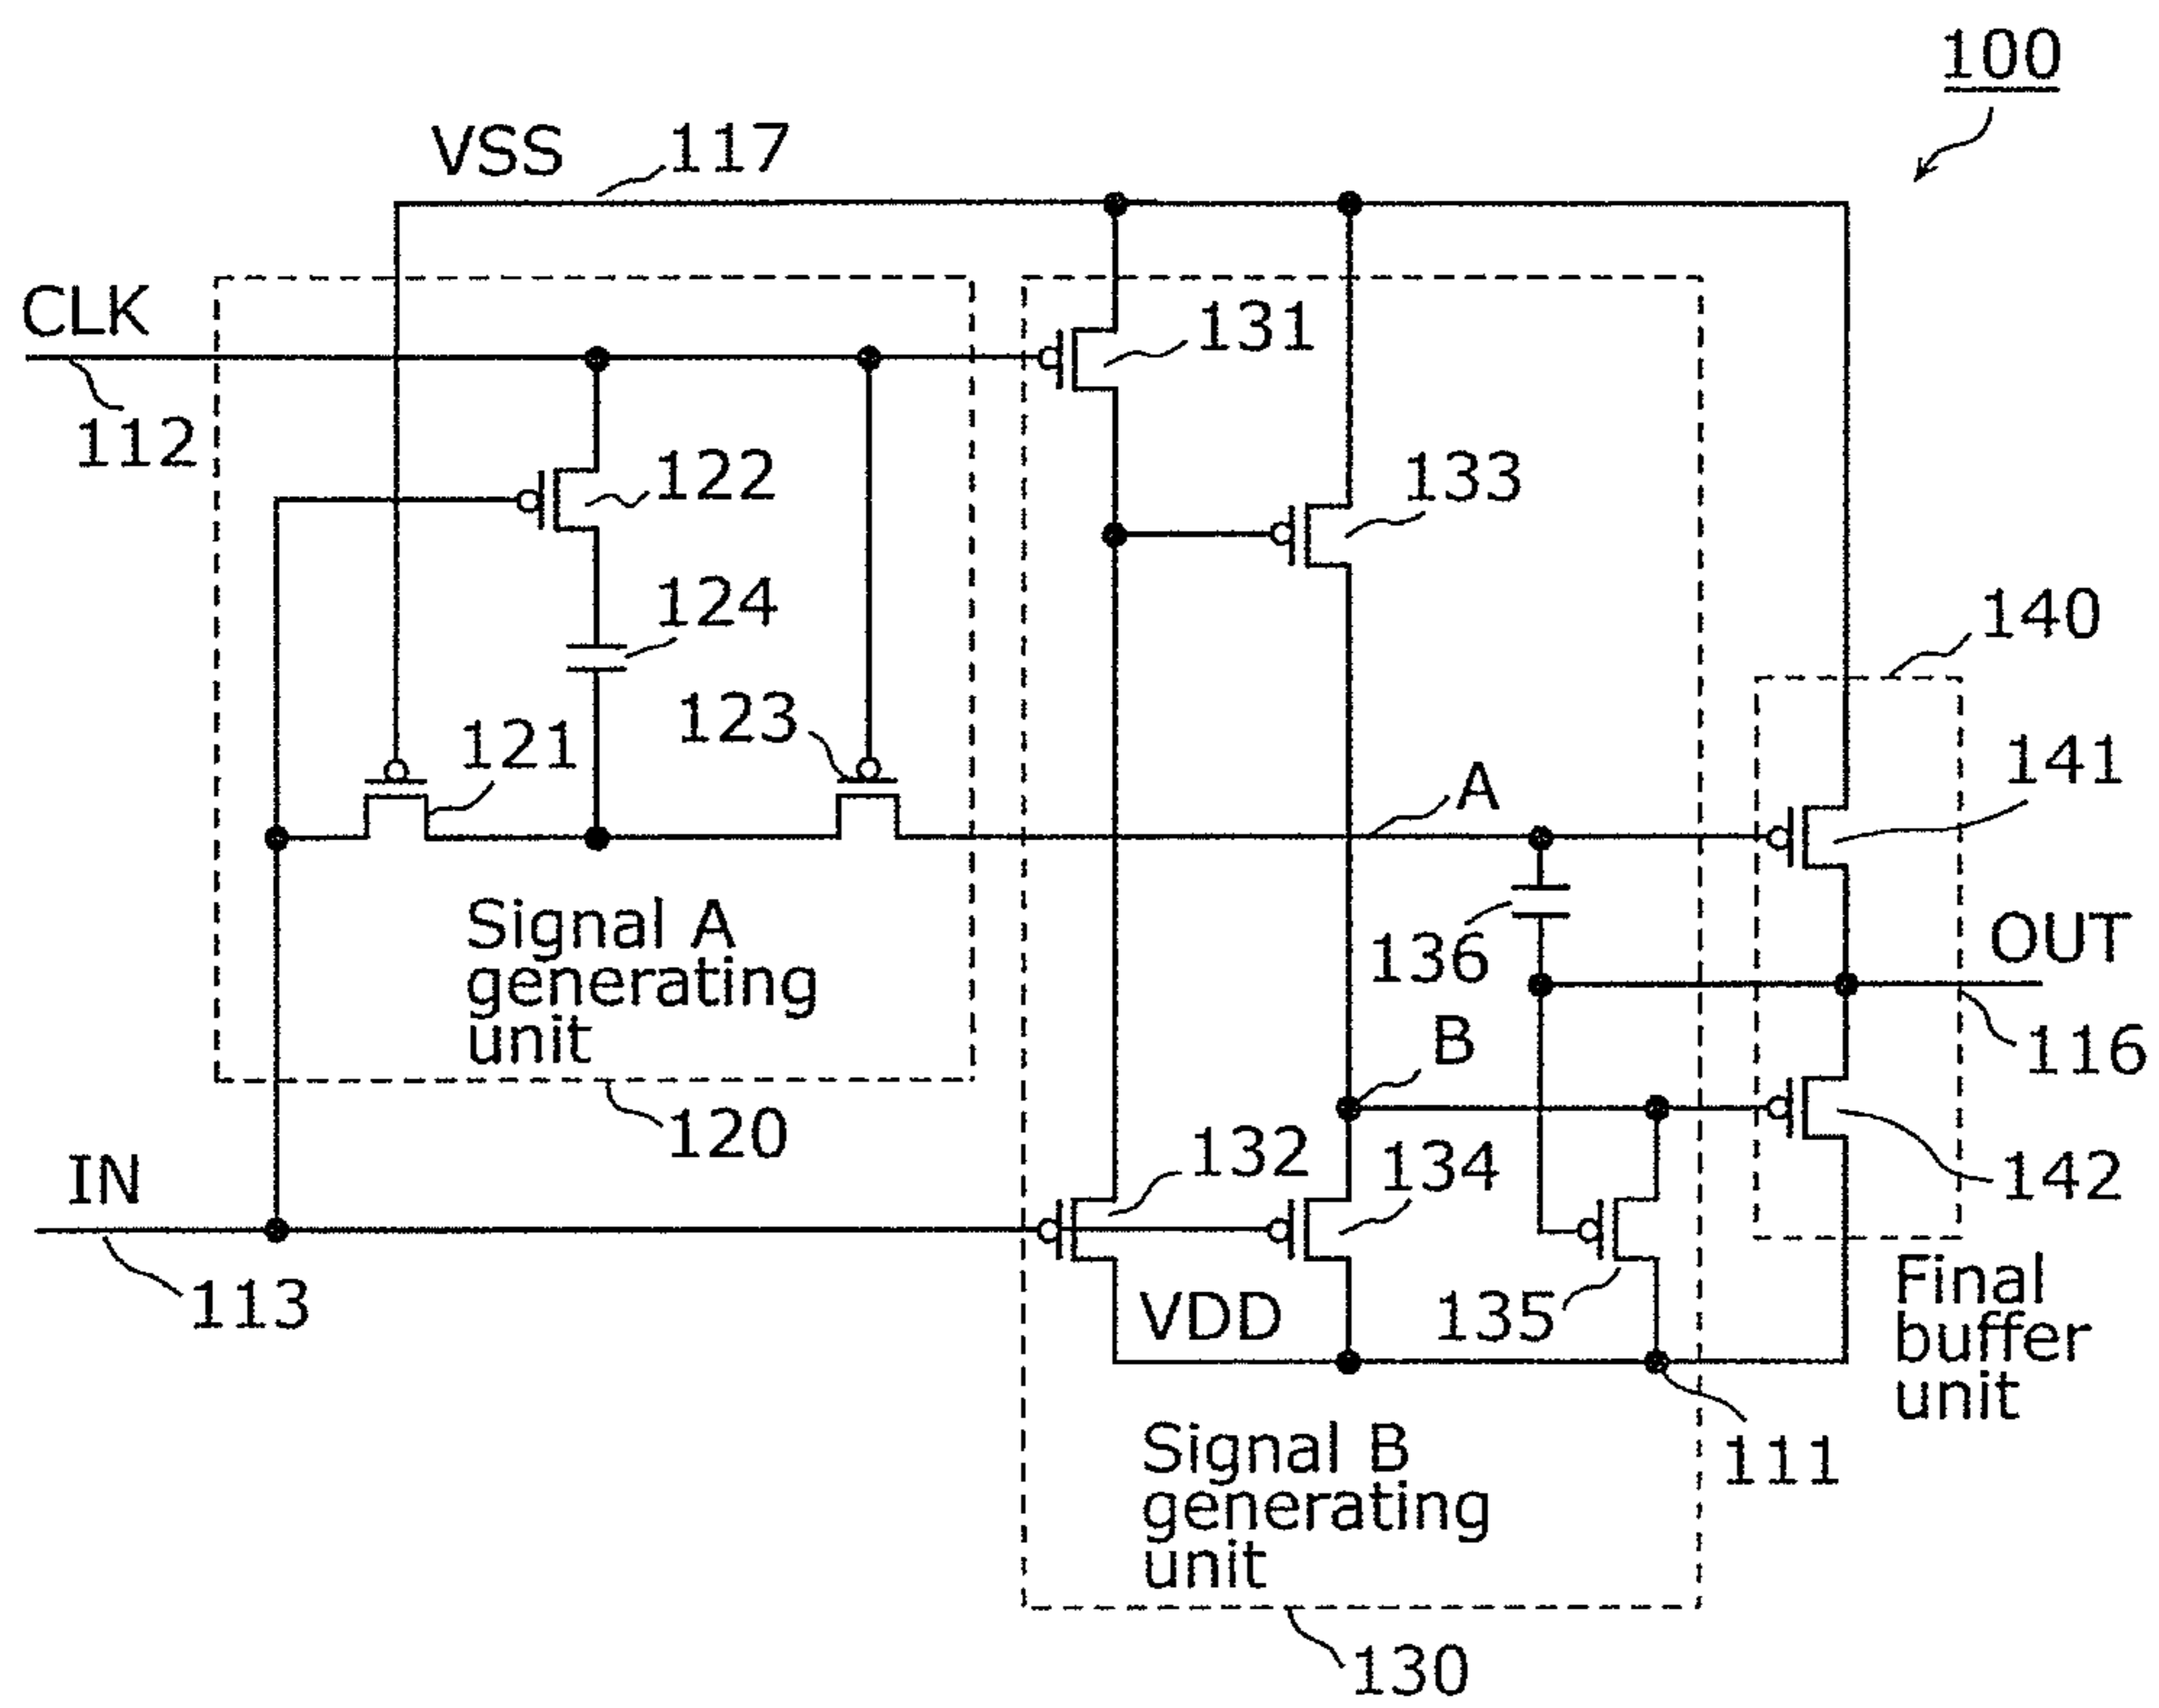 100
VSS
117
CLK
131
112
122
133
124
140
123
121
141
A
Signal A
generating
unit
136
OUT
B
116
120
132
134
142
IN
113
VDD
135
Final
buffer
unit
111
Signal B
generating
unit
130